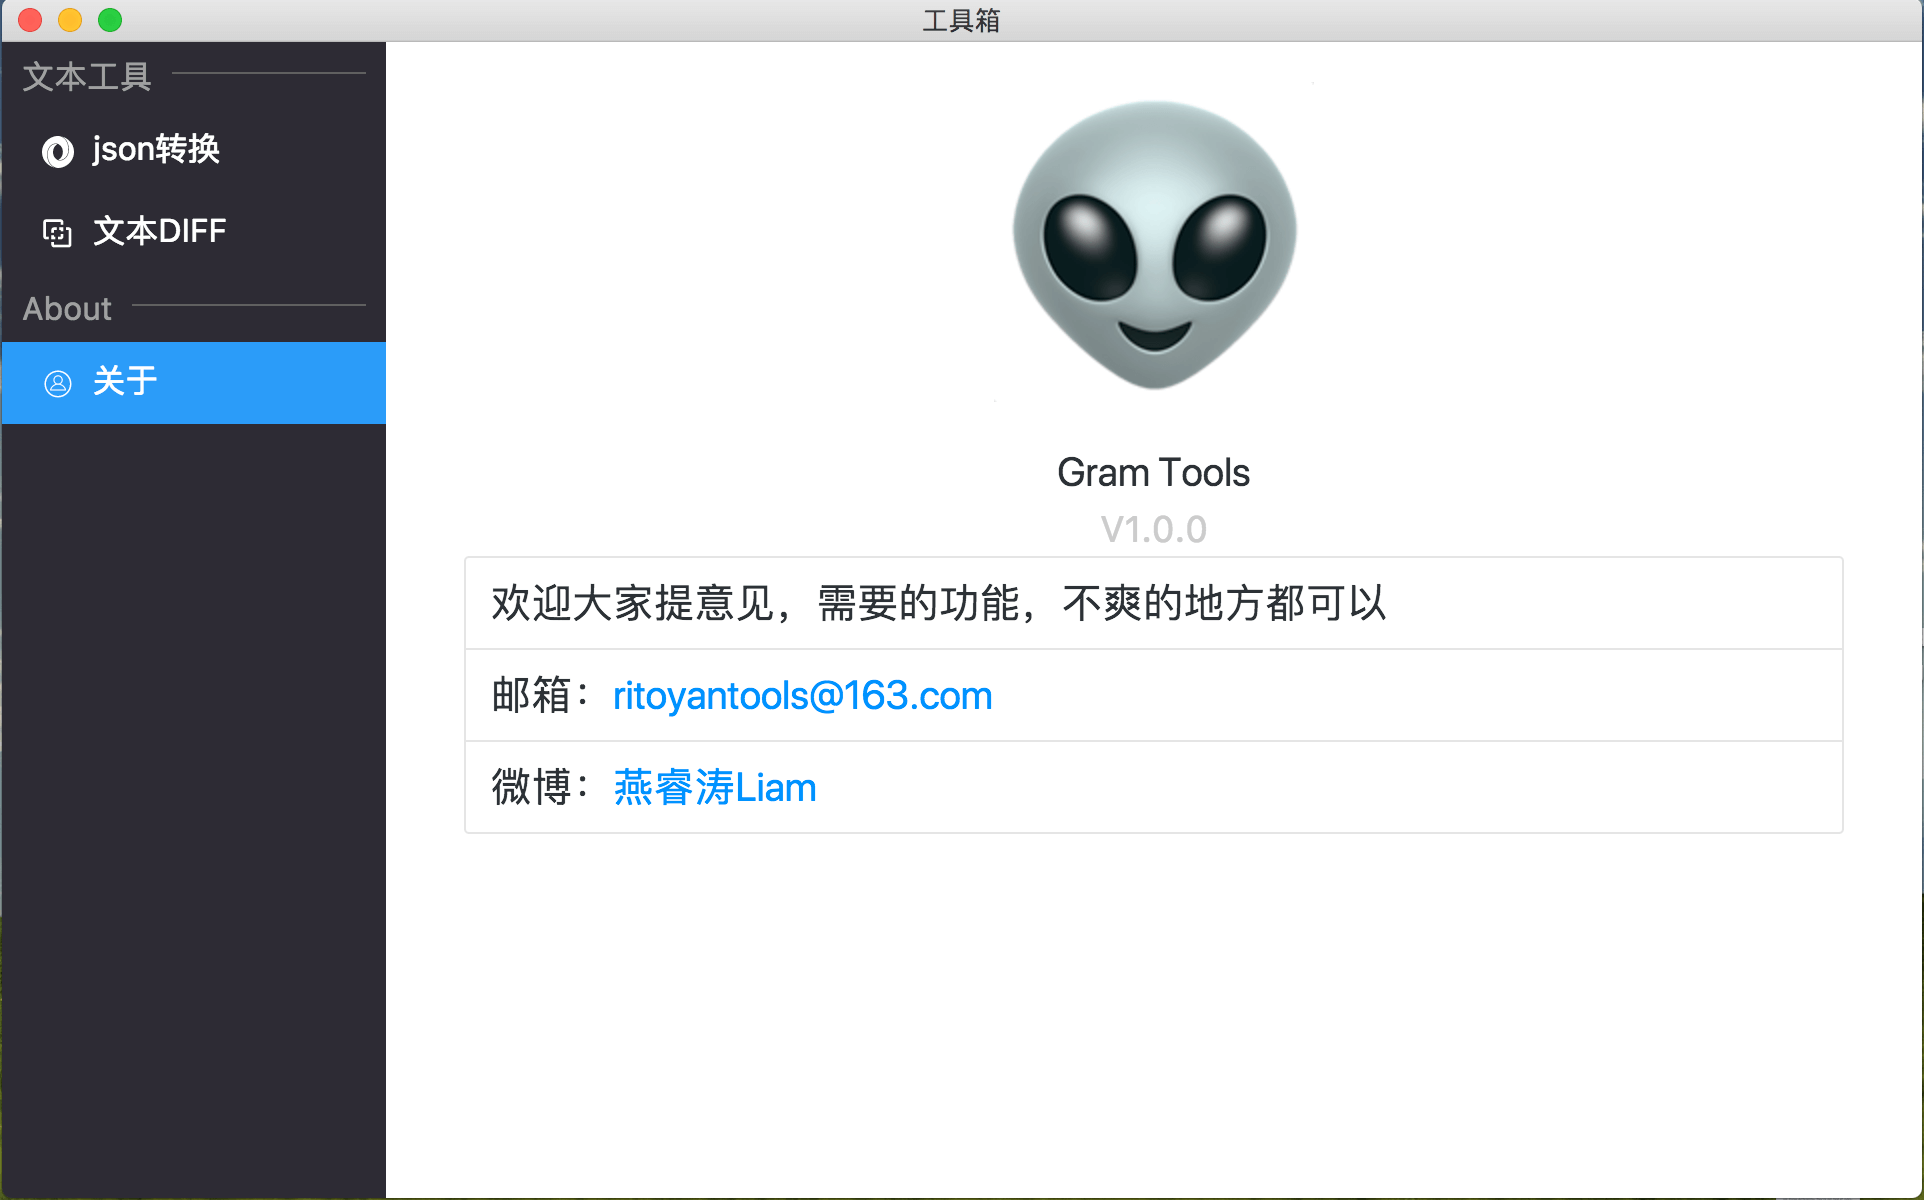 工具箱
文本工具
json转换
文本DIFF
About
关于
Gram Tools
V1.0.0
欢迎大家提意见，需要的功能，不爽的地方都可以
邮箱：ritoyantools@163.com
微博：燕睿涛Liam